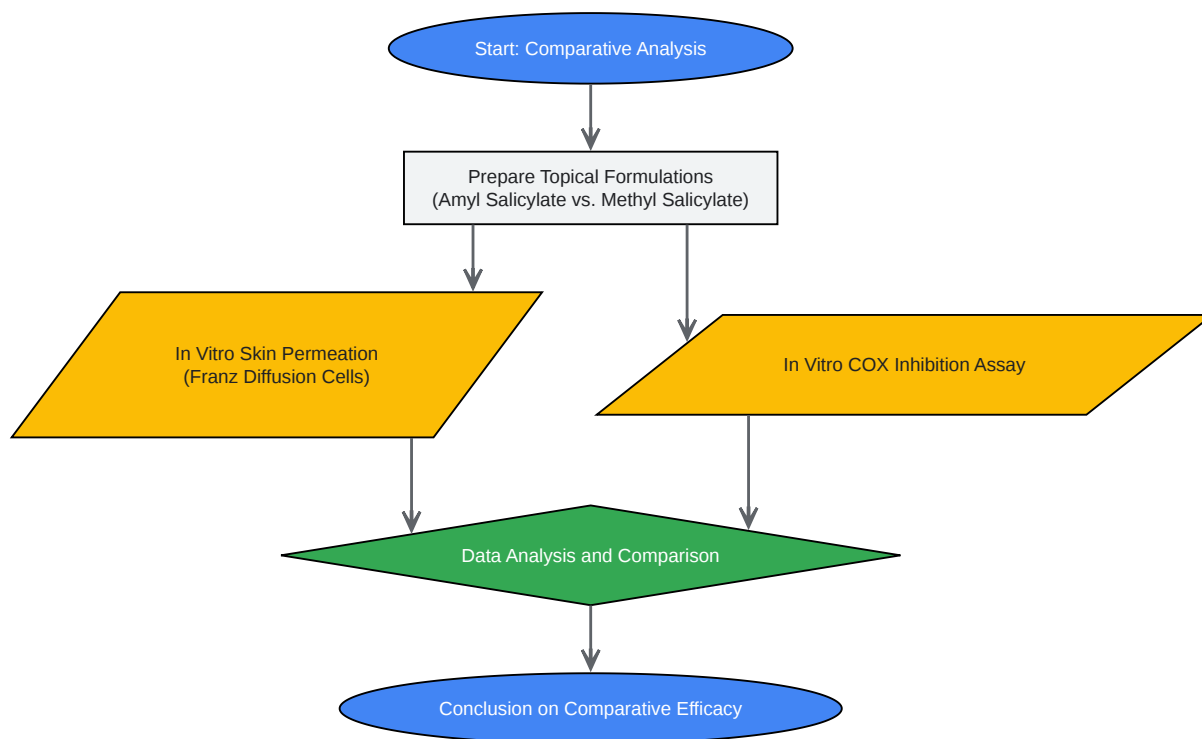 Start: Comparative Analysis
Prepare Topical Formulations
(Amyl Salicylate vs. Methyl Salicylate)
In Vitro Skin Permeation
(Franz Diffusion Cells)
In Vitro COX Inhibition Assay
Data Analysis and Comparison
Conclusion on Comparative Efficacy